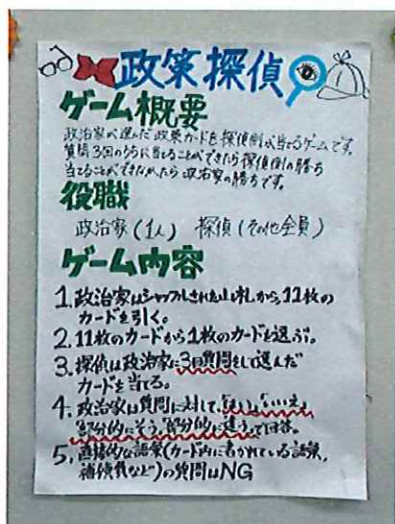 政策探偵
ゲーム概要
政治家が選んだ政策カードを探偵側が当てるゲームです。
質問3回のうちに当てることができたら探偵側の勝ち
当てることができなかったら政治家の勝ちです。
役職
政治家(1人) 探偵(その他全員)
ゲーム内容
1.政治家はシャッフルされた山札から11枚の
カードを引く。
2.11枚のカードから1枚のカードを選ぶ。
3.探偵は政治家に3回質問をして選んだ
カードを当てる。
4.政治家は質問に対して、「はい」「いいえ」
「部分的にそう」「部分的に違う」で回答。
5.直接的な語彙(カード内に書かれている語彙、
補償費など)の質問はNG